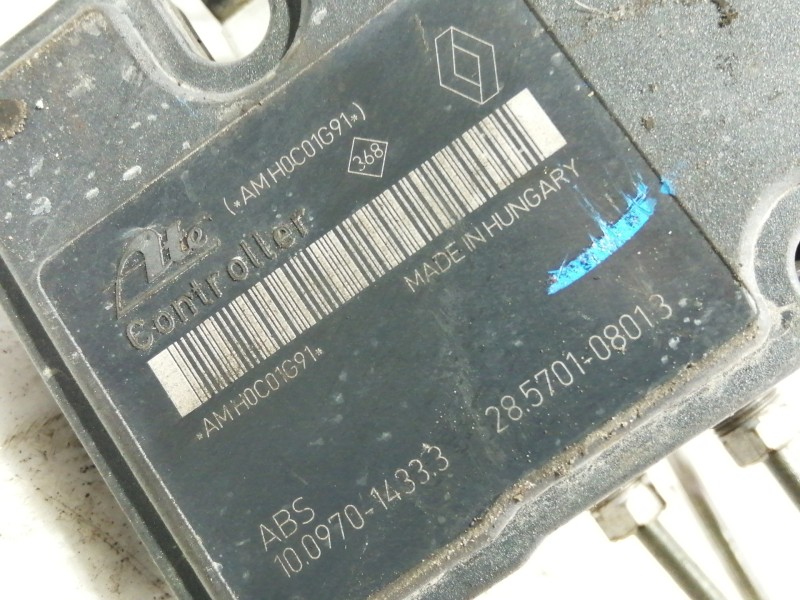 (*AMH0C01G91*)
368
Ate
Controller
MADE IN HUNGARY
*AMH0C01G91*
ABS
10.0970-1433.3
28.5701-0801.3